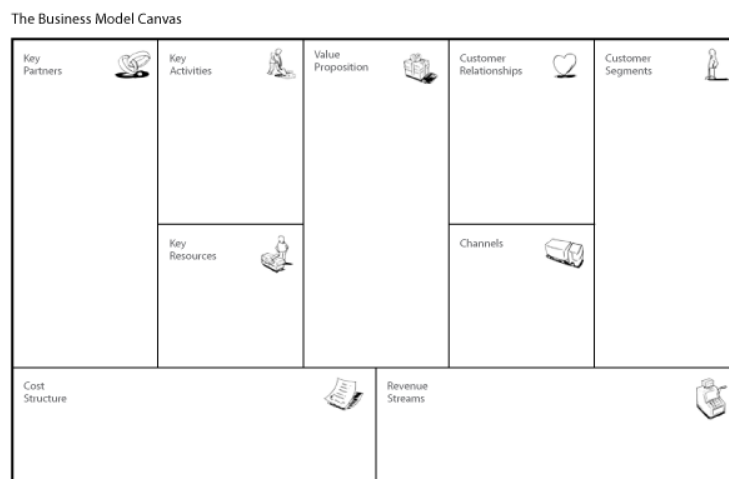 The Business Model Canvas
Key
Partners
Key
Activities
Value
Proposition
Customer
Relationships
Customer
Segments
Key
Resources
Channels
Cost
Structure
Revenue
Streams